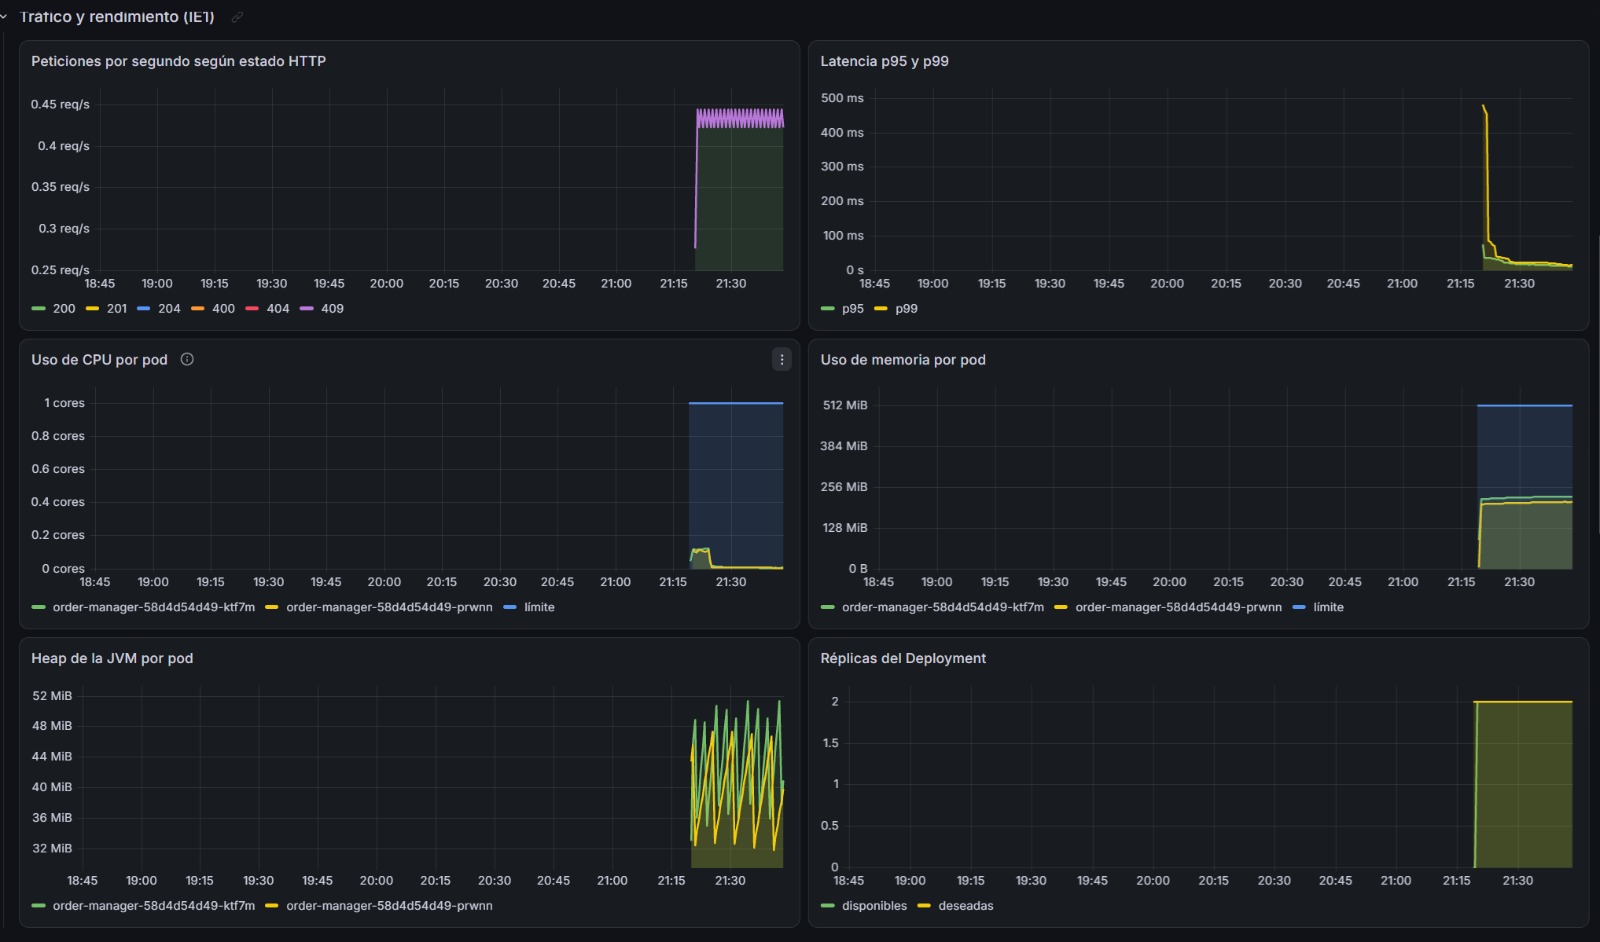 Tráfico y rendimiento (IE1)
Peticiones por segundo según estado HTTP
0.45 req/s
0.4 req/s
0.35 req/s
0.3 req/s
0.25 req/s
18:45 19:00 19:15 19:30 19:45 20:00 20:15 20:30 20:45 21:00 21:15 21:30
200 201 204 400 404 409
Latencia p95 y p99
500 ms
400 ms
300 ms
200 ms
100 ms
0 s
18:45 19:00 19:15 19:30 19:45 20:00 20:15 20:30 20:45 21:00 21:15 21:30
p95 p99
Uso de CPU por pod
1 cores
0.8 cores
0.6 cores
0.4 cores
0.2 cores
0 cores
18:45 19:00 19:15 19:30 19:45 20:00 20:15 20:30 20:45 21:00 21:15 21:30
order-manager-58d4d54d49-ktf7m order-manager-58d4d54d49-prwnn límite
Uso de memoria por pod
512 MiB
384 MiB
256 MiB
128 MiB
0 B
18:45 19:00 19:15 19:30 19:45 20:00 20:15 20:30 20:45 21:00 21:15 21:30
order-manager-58d4d54d49-ktf7m order-manager-58d4d54d49-prwnn límite
Heap de la JVM por pod
52 MiB
48 MiB
44 MiB
40 MiB
36 MiB
32 MiB
18:45 19:00 19:15 19:30 19:45 20:00 20:15 20:30 20:45 21:00 21:15 21:30
order-manager-58d4d54d49-ktf7m order-manager-58d4d54d49-prwnn
Réplicas del Deployment
2
1.5
1
0.5
0
18:45 19:00 19:15 19:30 19:45 20:00 20:15 20:30 20:45 21:00 21:15 21:30
disponibles deseadas